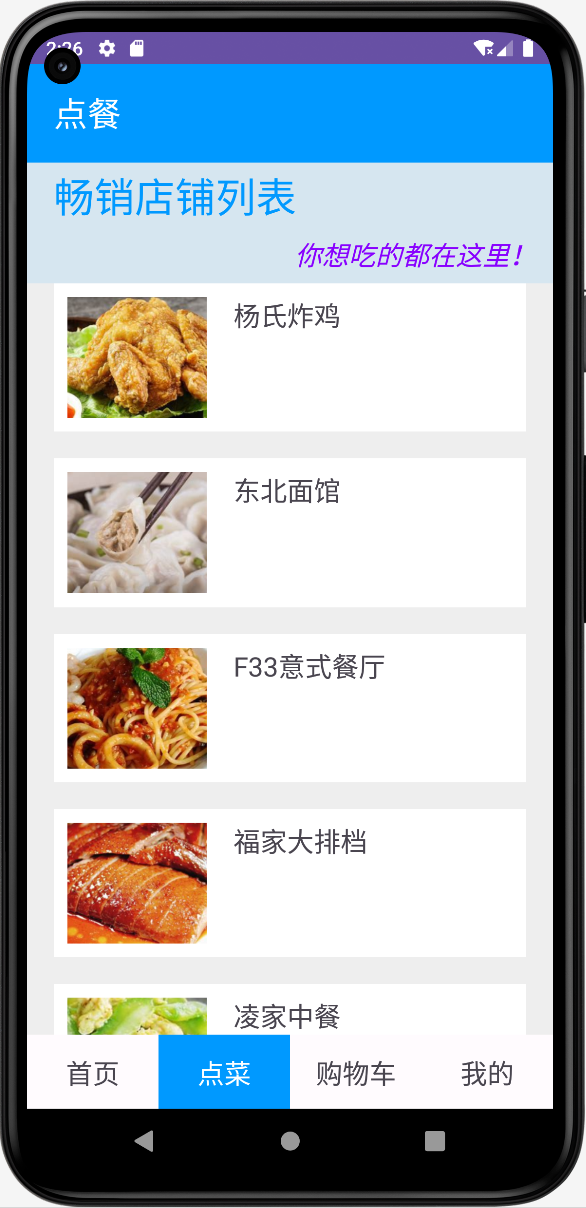 2:26
点餐
畅销店铺列表
你想吃的都在这里！
杨氏炸鸡
东北面馆
F33意式餐厅
福家大排档
凌家中餐
首页 点菜 购物车 我的